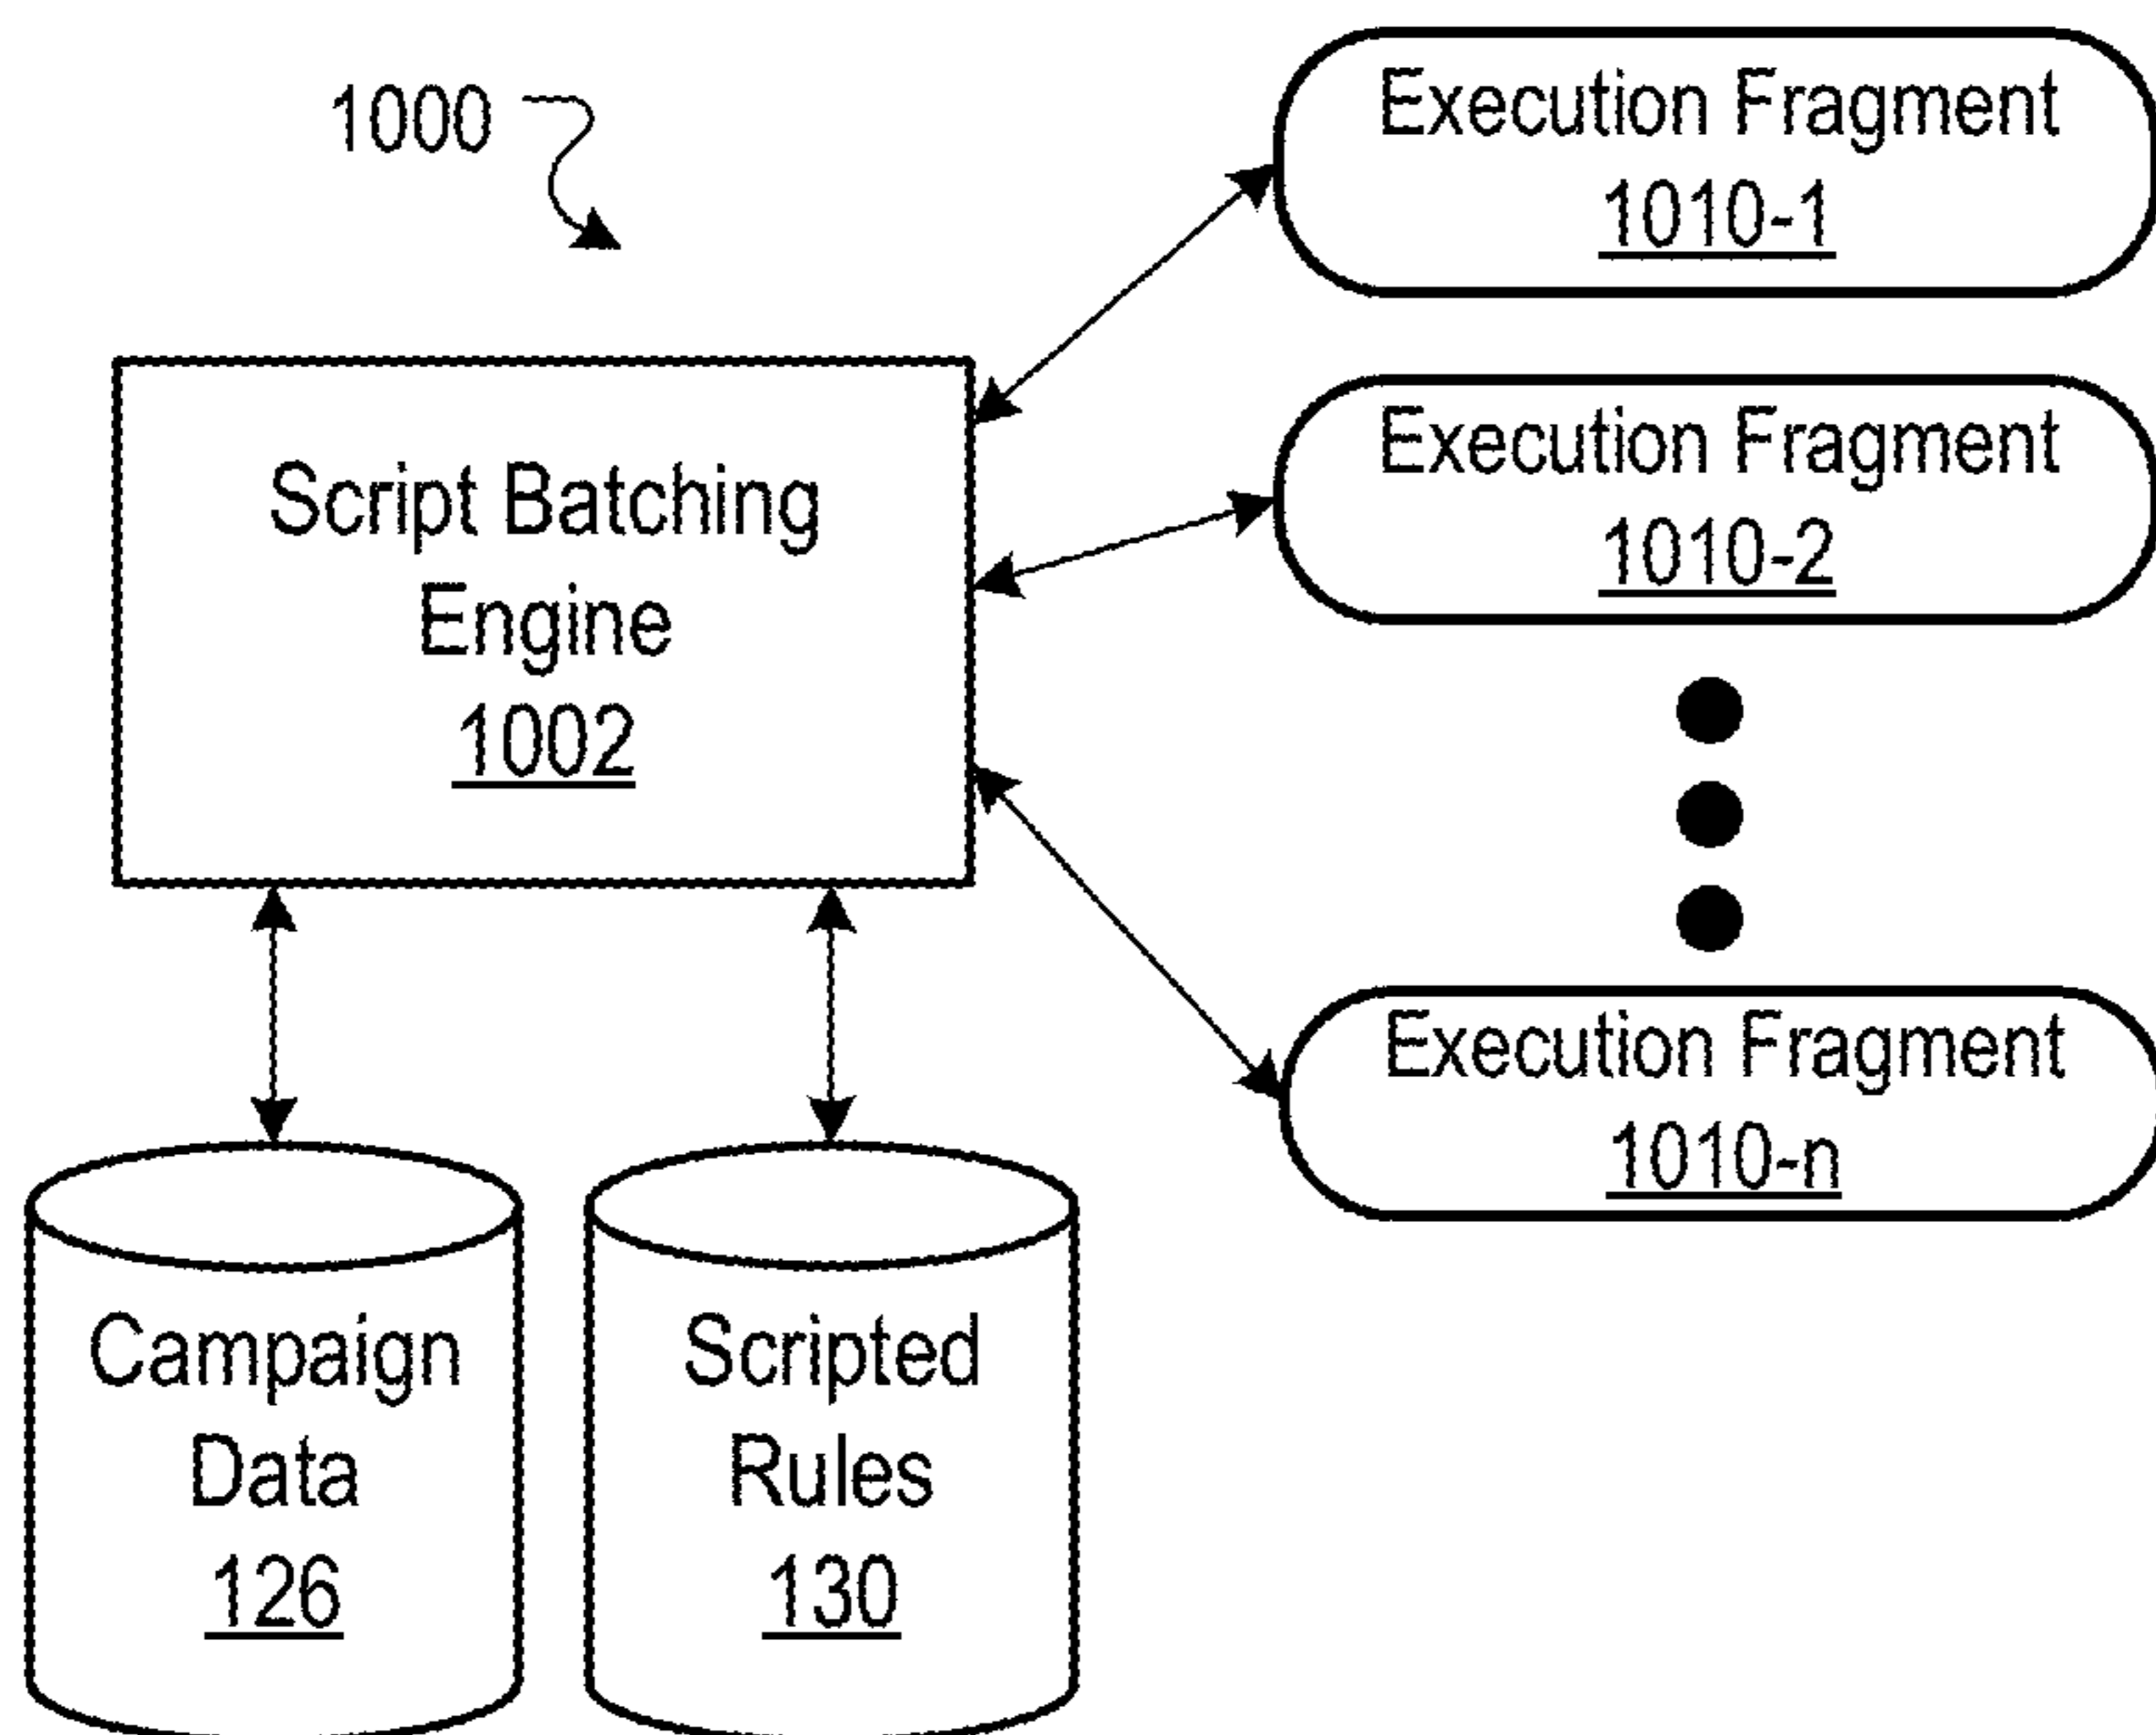 1000
Execution Fragment
1010-1
Execution Fragment
1010-2
Script Batching
Engine
1002
Execution Fragment
1010-n
Campaign
Data
126
Scripted
Rules
130